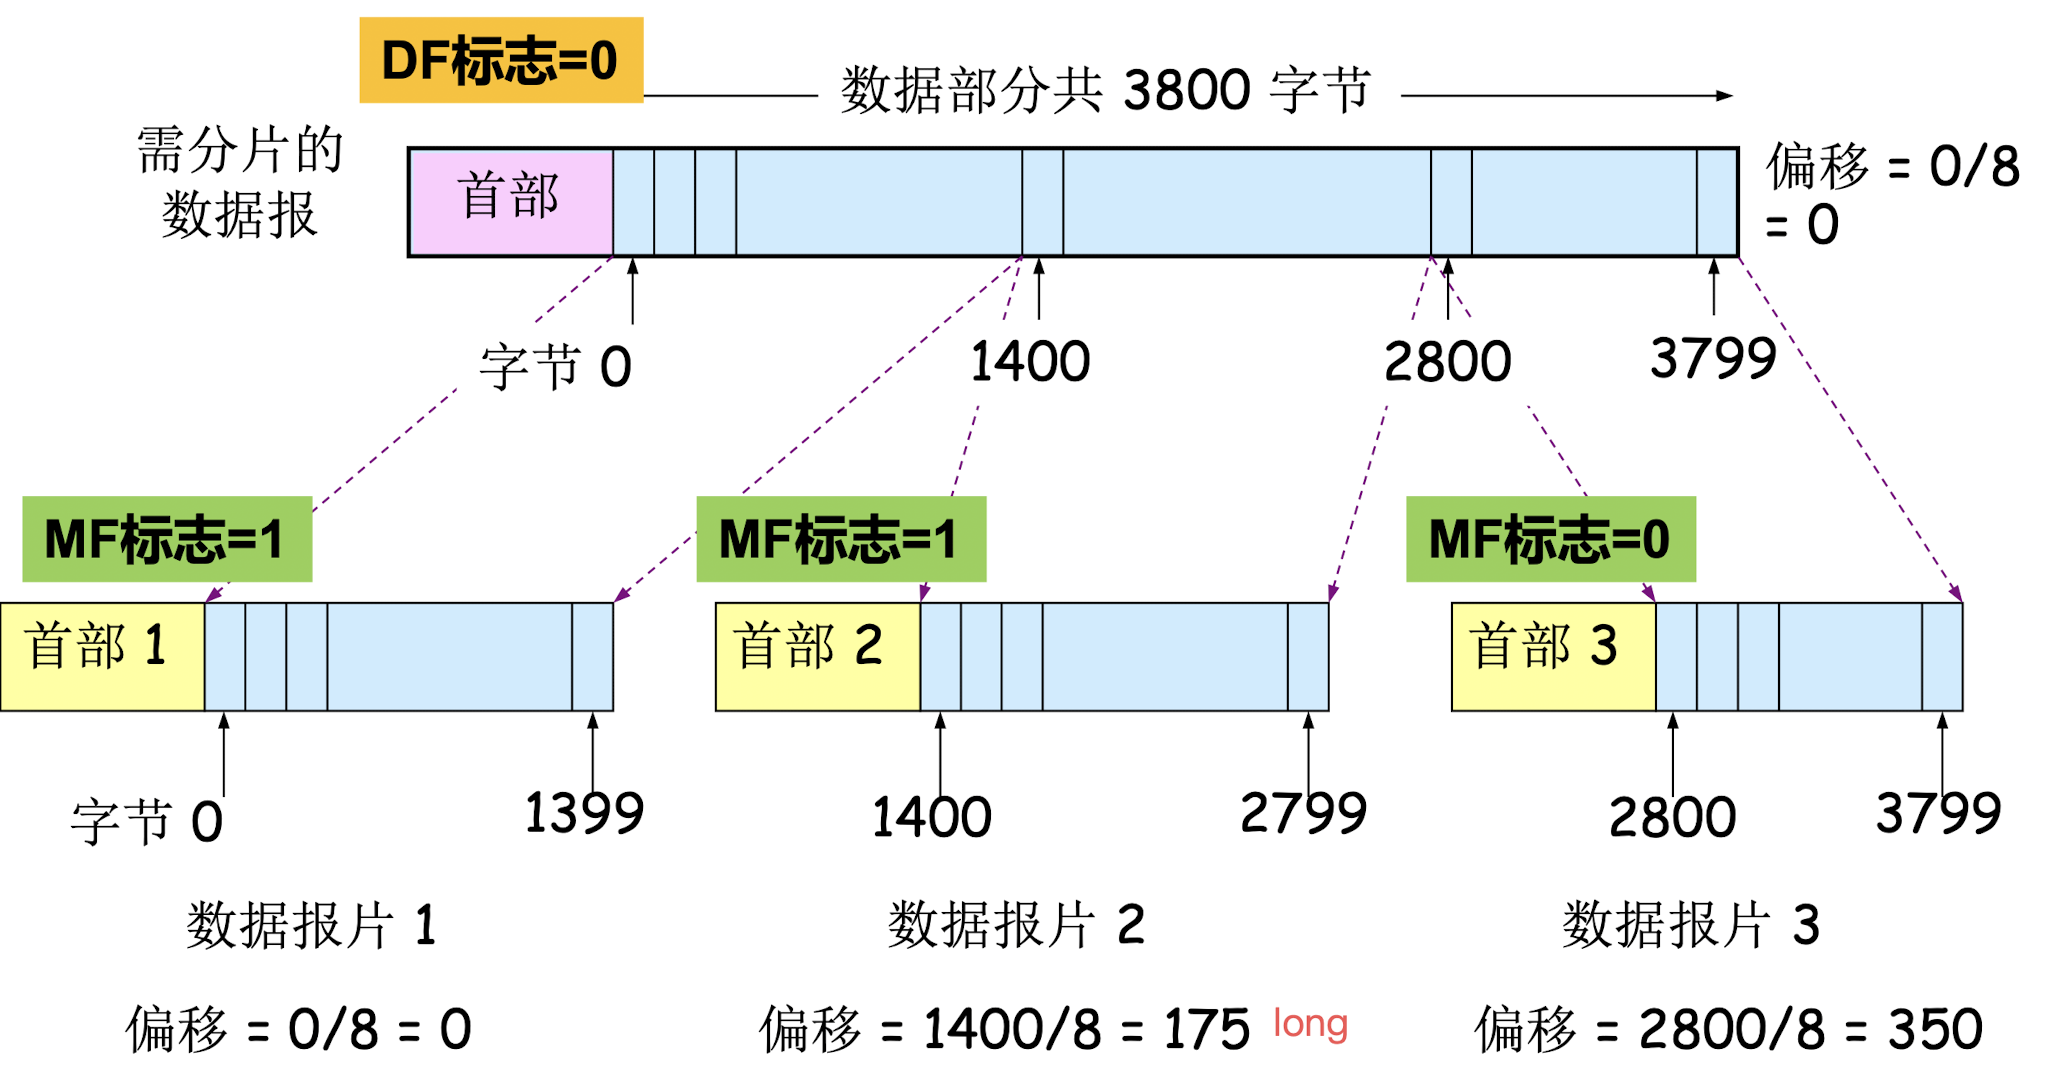 DF标志=0
数据部分共 3800 字节
需分片的
数据报
首部
偏移 = 0/8
= 0
字节 0
1400
2800
3799
MF标志=1
MF标志=1
MF标志=0
首部 1
首部 2
首部 3
字节 0
1399
1400
2799
2800
3799
数据报片 1
数据报片 2
数据报片 3
偏移 = 0/8 = 0
偏移 = 1400/8 = 175 long
偏移 = 2800/8 = 350